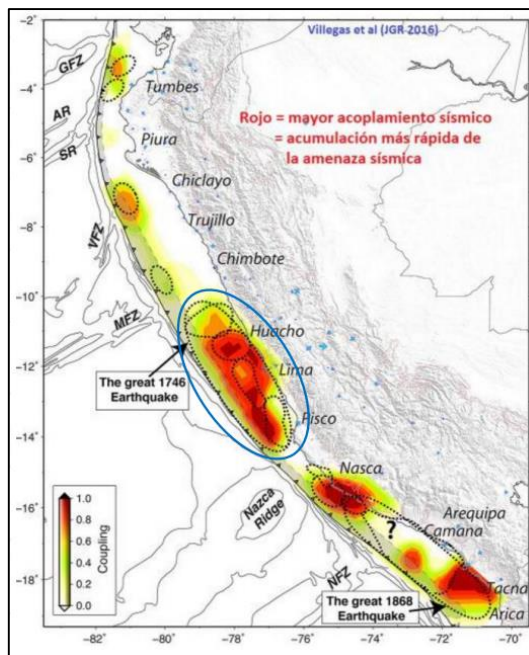 Villegas et al (JGR 2016)
Rojo = mayor acoplamiento sísmico
= acumulación más rápida de
la amenaza sísmica
−2°
−4°
−6°
−8°
−10°
−12°
−14°
−16°
−18°
GFZ
AR
SR
VFZ
MFZ
Tumbes
Piura
Chiclayo
Trujillo
Chimbote
Huacho
Lima
Pisco
The great 1746
Earthquake
Nasca
Nazca
Ridge
?
Arequipa
Camana
NFZ
Tacna
Arica
The great 1868
Earthquake
Coupling
1.0
0.8
0.6
0.4
0.2
0.0
−82°
−80°
−78°
−76°
−74°
−72°
−70°